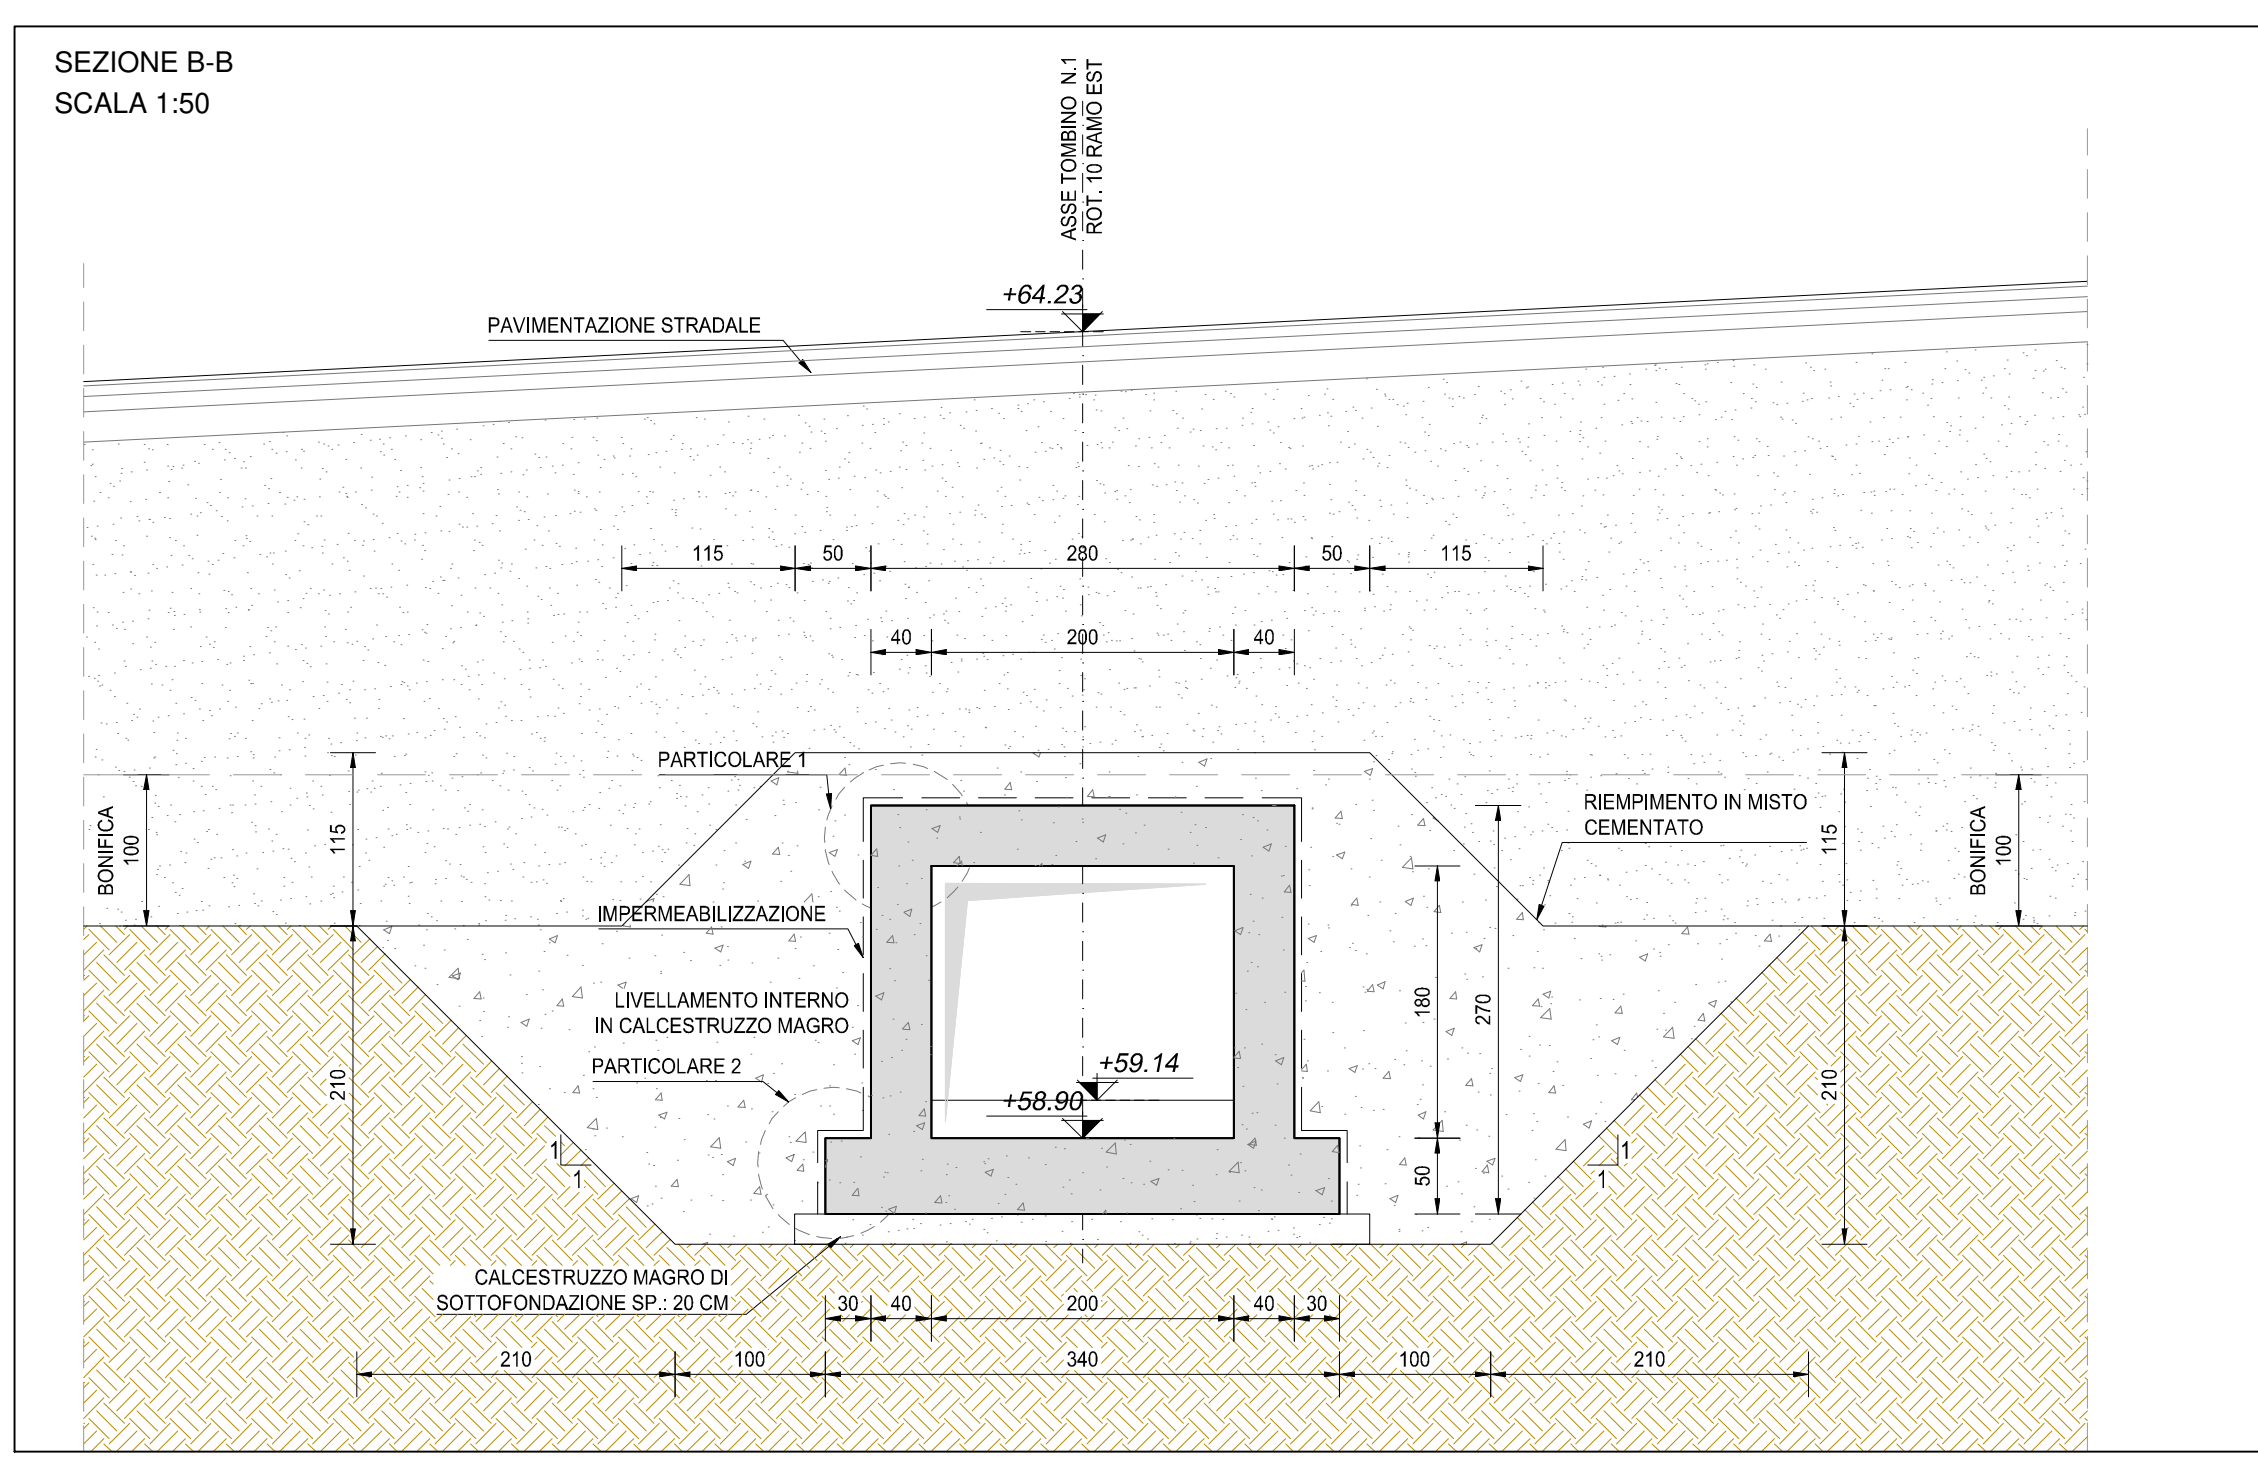 SEZIONE B-B
SCALA 1:50
ASSE TOMBINO N.1
ROT. 10 RAMO EST
+64.23
PAVIMENTAZIONE STRADALE
115 50 280 50 115
40 200 40
PARTICOLARE 1
RIEMPIMENTO IN MISTO
CEMENTATO
BONIFICA
100
115
115
BONIFICA
100
IMPERMEABILIZZAZIONE
LIVELLAMENTO INTERNO
IN CALCESTRUZZO MAGRO
180
270
PARTICOLARE 2
+59.14
+58.90
210
210
1
1
50
1
1
CALCESTRUZZO MAGRO DI
SOTTOFONDAZIONE SP.: 20 CM
30 40 200 40 30
210 100 340 100 210